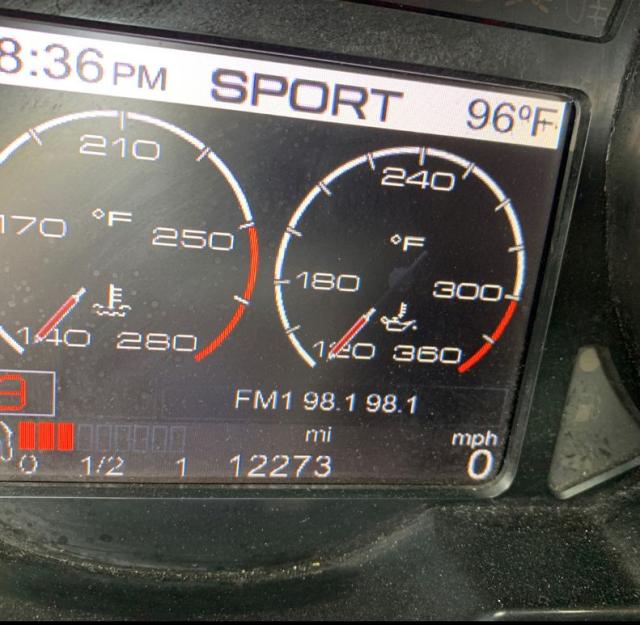 8:36 PM SPORT 96°F
210 240
170 °F 250 °F
180 300
140 280 120 360
FM1 98.1 98.1
mi mph
0 1/2 1 12273 0